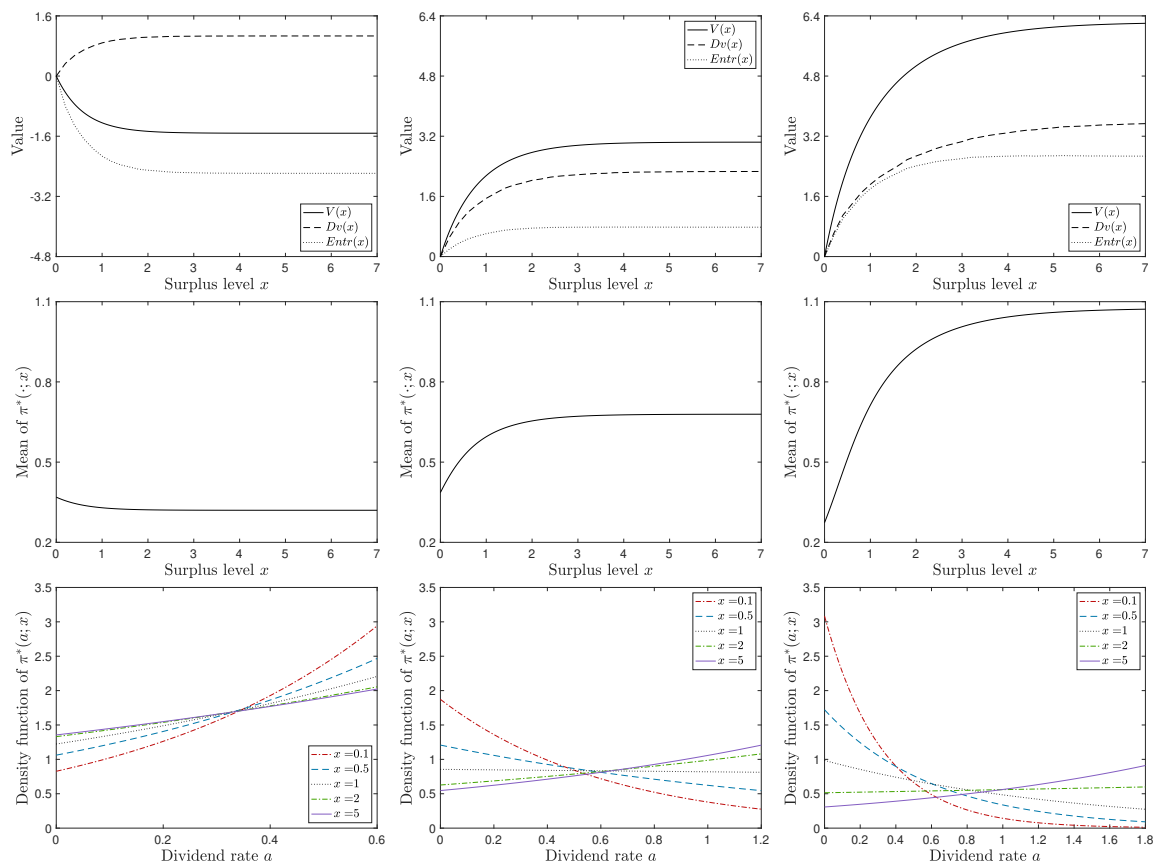 1.6
0
-1.6
-3.2
-4.8
Value
V(x)
Dv(x)
Entr(x)
0 1 2 3 4 5 6 7
Surplus level x
6.4
4.8
3.2
1.6
0
Value
V(x)
Dv(x)
Entr(x)
0 1 2 3 4 5 6 7
Surplus level x
6.4
4.8
3.2
1.6
0
Value
V(x)
Dv(x)
Entr(x)
0 1 2 3 4 5 6 7
Surplus level x
1.1
0.8
0.5
0.2
Mean of π*(·; x)
0 1 2 3 4 5 6 7
Surplus level x
1.1
0.8
0.5
0.2
Mean of π*(·; x)
0 1 2 3 4 5 6 7
Surplus level x
1.1
0.8
0.5
0.2
Mean of π*(·; x)
0 1 2 3 4 5 6 7
Surplus level x
3.5
3
2.5
2
1.5
1
0.5
0
Density function of π*(a; x)
x =0.1
x =0.5
x =1
x =2
x =5
0 0.2 0.4 0.6
Dividend rate a
3.5
3
2.5
2
1.5
1
0.5
0
Density function of π*(a; x)
x =0.1
x =0.5
x =1
x =2
x =5
0 0.2 0.4 0.6 0.8 1 1.2
Dividend rate a
3.5
3
2.5
2
1.5
1
0.5
0
Density function of π*(a; x)
x =0.1
x =0.5
x =1
x =2
x =5
0 0.2 0.4 0.6 0.8 1 1.2 1.4 1.6 1.8
Dividend rate a